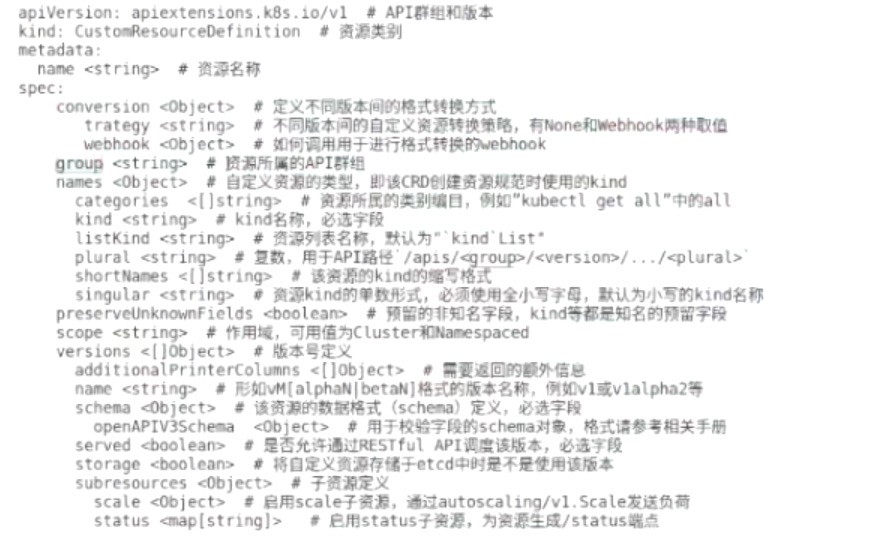 apiVersion: apiextensions.k8s.io/v1  # API群组和版本
kind: CustomResourceDefinition  # 资源类别
metadata:
  name <string>  # 资源名称
spec:
    conversion <Object>  # 定义不同版本间的格式转换方式
       trategy <string>  # 不同版本间的自定义资源转换策略，有None和Webhook两种取值
       webhook <Object>  # 如何调用用于进行格式转换的webhook
    group <string>  # 资源所属的API群组
    names <Object>  # 自定义资源的类型，即该CRD创建资源规范时使用的kind
      categories  <[]string>  # 资源所属的类别编目，例如”kubectl get all”中的all
      kind <string>  # kind名称，必选字段
      listKind <string>  # 资源列表名称，默认为"`kind`List"
      plural <string>  # 复数，用于API路径`/apis/<group>/<version>/.../<plural>`
      shortNames <[]string>  # 该资源的kind的缩写格式
      singular <string>  # 资源kind的单数形式，必须使用全小写字母，默认为小写的kind名称
    preserveUnknownFields <boolean>  # 预留的非知名字段，kind等都是知名的预留字段
    scope <string>  # 作用域，可用值为Cluster和Namespaced
    versions <[]Object>  # 版本号定义
      additionalPrinterColumns <[]Object>  # 需要返回的额外信息
      name <string>  # 形如vM[alphaN|betaN]格式的版本名称，例如v1或v1alpha2等
      schema <Object>  # 该资源的数据格式（schema）定义，必选字段
        openAPIV3Schema  <Object>  # 用于校验字段的schema对象，格式请参考相关手册
      served <boolean>  # 是否允许通过RESTful API调度该版本，必选字段
      storage <boolean>  # 将自定义资源存储于etcd中时是不是使用该版本
      subresources <Object>  # 子资源定义
        scale <Object>  # 启用scale子资源，通过autoscaling/v1.Scale发送负荷
        status <map[string]>   # 启用status子资源，为资源生成/status端点